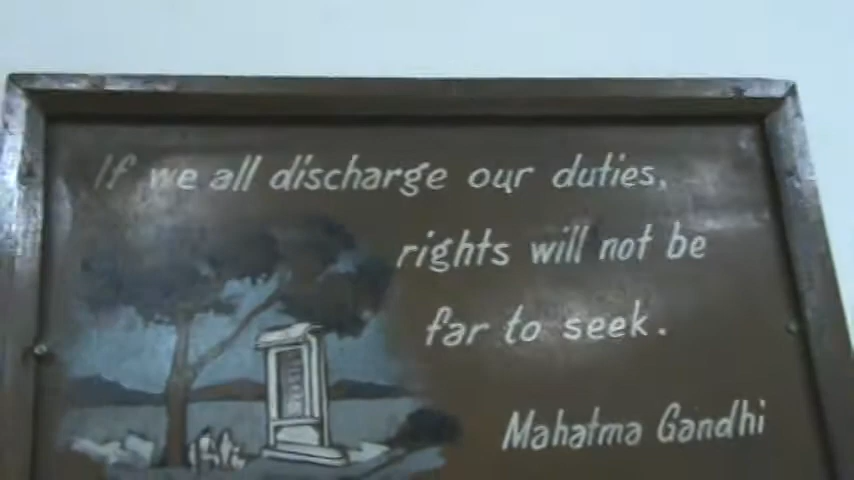 If we all discharge our duties,
rights will not be
far to seek.
Mahatma Gandhi